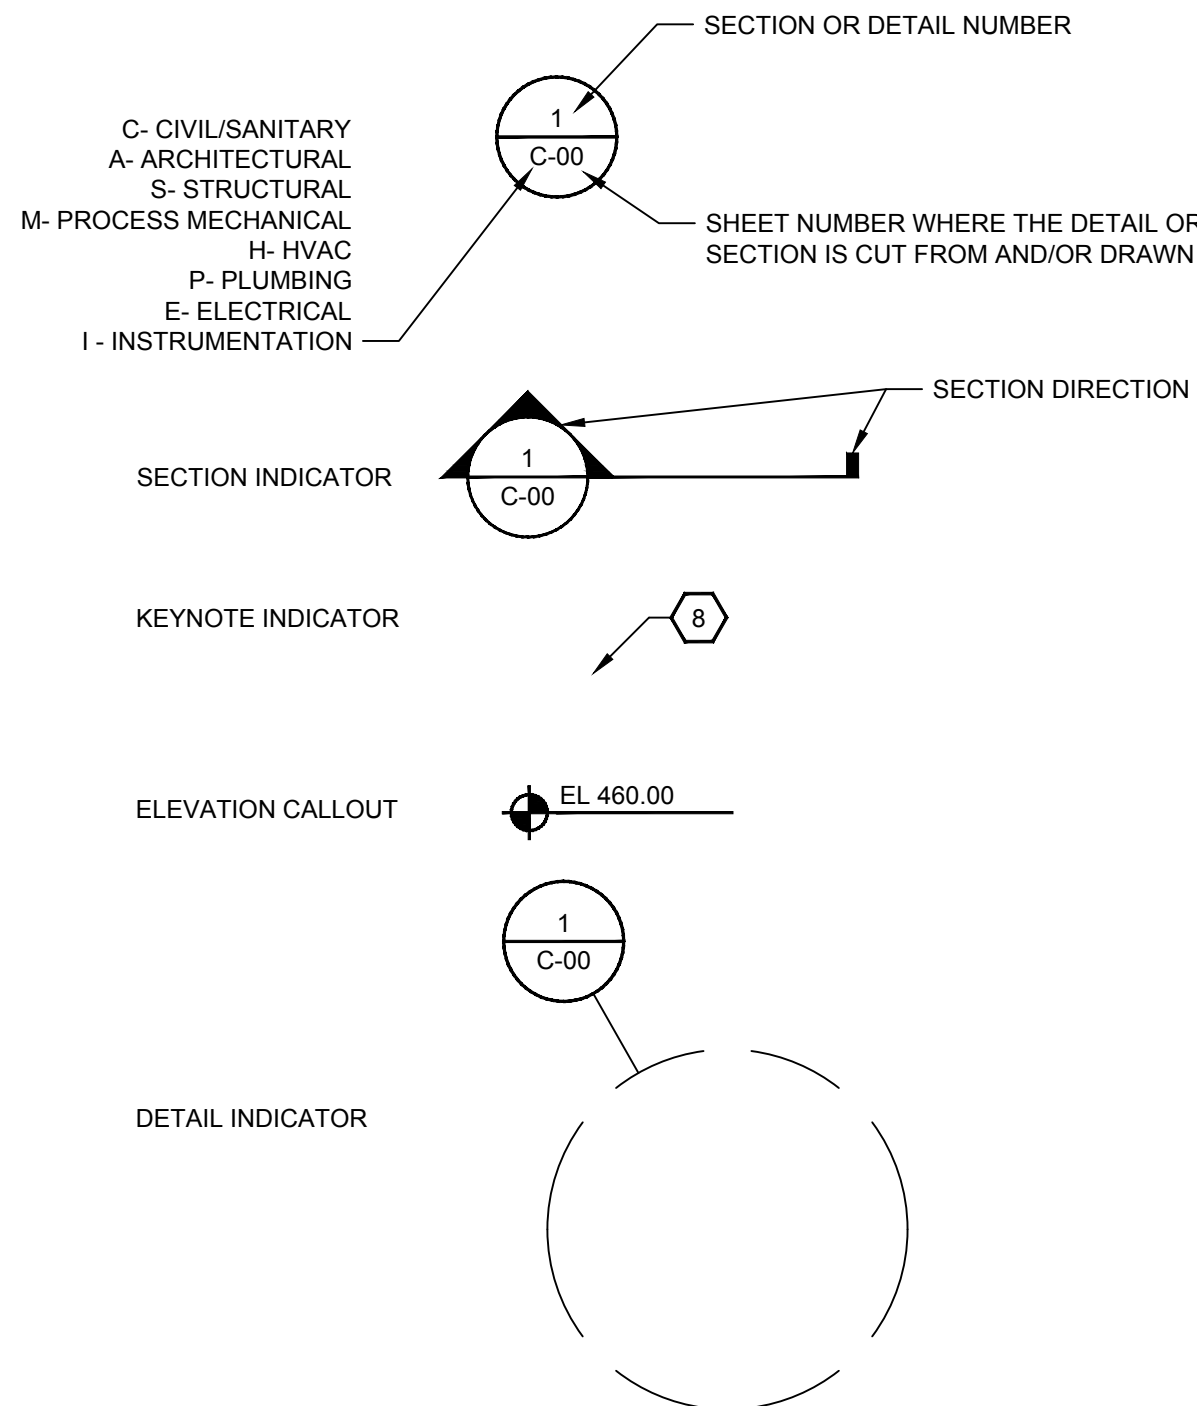 SECTION OR DETAIL NUMBER
1
C-00
C- CIVIL/SANITARY
A- ARCHITECTURAL
S- STRUCTURAL
M- PROCESS MECHANICAL
H- HVAC
P- PLUMBING
E- ELECTRICAL
I - INSTRUMENTATION
SHEET NUMBER WHERE THE DETAIL OR
SECTION IS CUT FROM AND/OR DRAWN
SECTION DIRECTION
SECTION INDICATOR
1
C-00
KEYNOTE INDICATOR
8
ELEVATION CALLOUT
EL 460.00
1
C-00
DETAIL INDICATOR